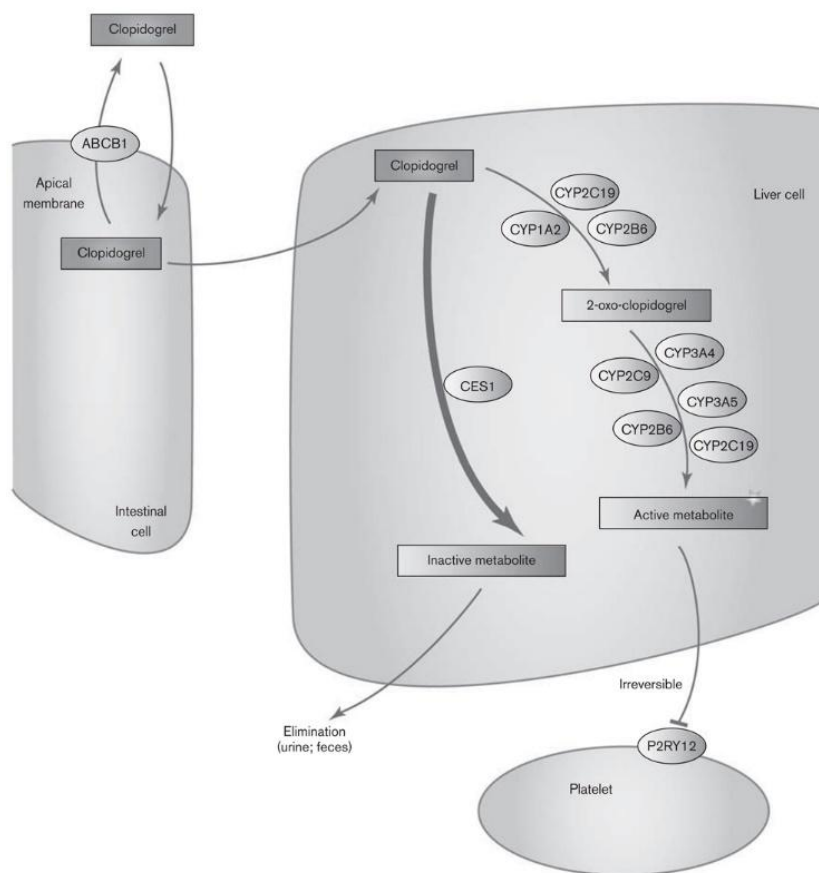 Clopidogrel
ABCB1
Apical
membrane
Clopidogrel
Intestinal
cell
Clopidogrel
Liver cell
CYP2C19
CYP1A2
CYP2B6
2-oxo-clopidogrel
CYP3A4
CYP2C9
CYP3A5
CYP2B6
CYP2C19
CES1
Active metabolite
Inactive metabolite
Elimination
(urine; feces)
Irreversible
P2RY12
Platelet